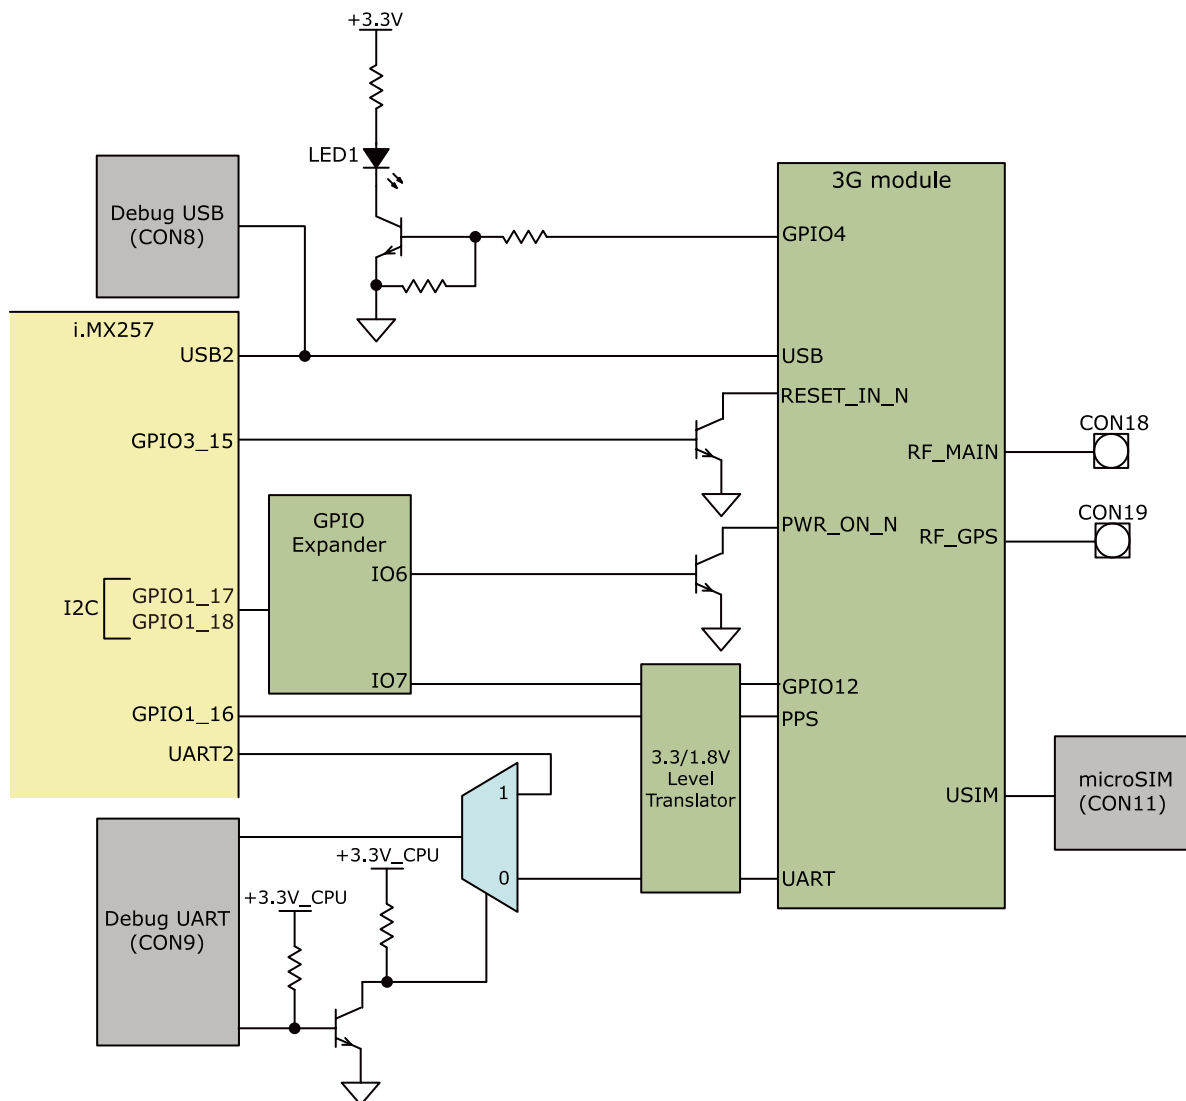 +3.3V
LED1
Debug USB
(CON8)
3G module
GPIO4
i.MX257
USB2
USB
RESET_IN_N
GPIO3_15
CON18
RF_MAIN
GPIO
Expander
PWR_ON_N
CON19
RF_GPS
IO6
I2C
GPIO1_17
GPIO1_18
IO7
GPIO12
GPIO1_16
PPS
UART2
3.3/1.8V
Level
Translator
microSIM
(CON11)
USIM
1
0
+3.3V_CPU
UART
+3.3V_CPU
Debug UART
(CON9)